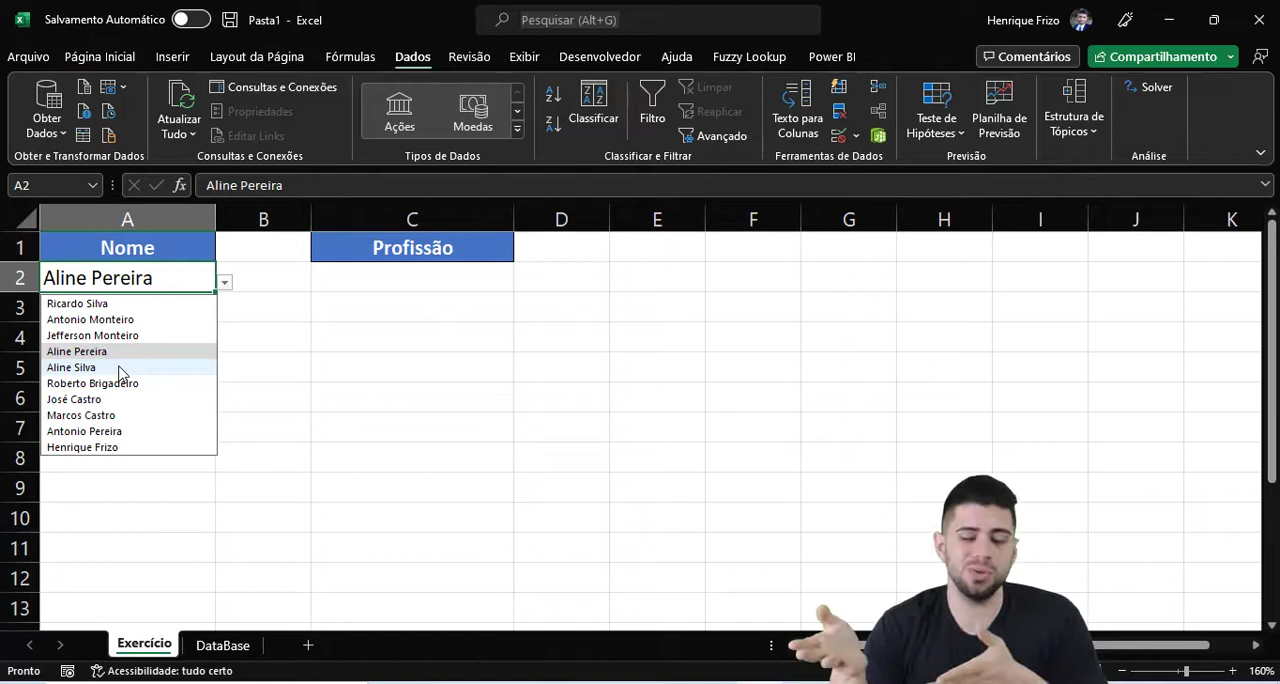 Salvamento Automático
Pasta1 - Excel
Pesquisar (Alt+G)
Henrique Frizo
Arquivo Página Inicial Inserir Layout da Página Fórmulas Dados Revisão Exibir Desenvolvedor Ajuda Fuzzy Lookup Power BI
Comentários Compartilhamento
Obter Dados
Atualizar Tudo
Consultas e Conexões
Propriedades
Editar Links
Ações
Moedas
Classificar
Filtro
Limpar
Reaplicar
Avançado
Texto para Colunas
Teste de Hipóteses
Planilha de Previsão
Estrutura de Tópicos
Solver
Obter e Transformar Dados
Consultas e Conexões
Tipos de Dados
Classificar e Filtrar
Ferramentas de Dados
Previsão
Análise
A2
fx
Aline Pereira
A B C D E F G H I J K
1 Nome Profissão
2 Aline Pereira
3
4
5
6
7
8
9
10
11
12
13
Ricardo Silva
Antonio Monteiro
Jefferson Monteiro
Aline Pereira
Aline Silva
Roberto Brigadeiro
José Castro
Marcos Castro
Antonio Pereira
Henrique Frizo
Exercício DataBase
Pronto
Acessibilidade: tudo certo
160%